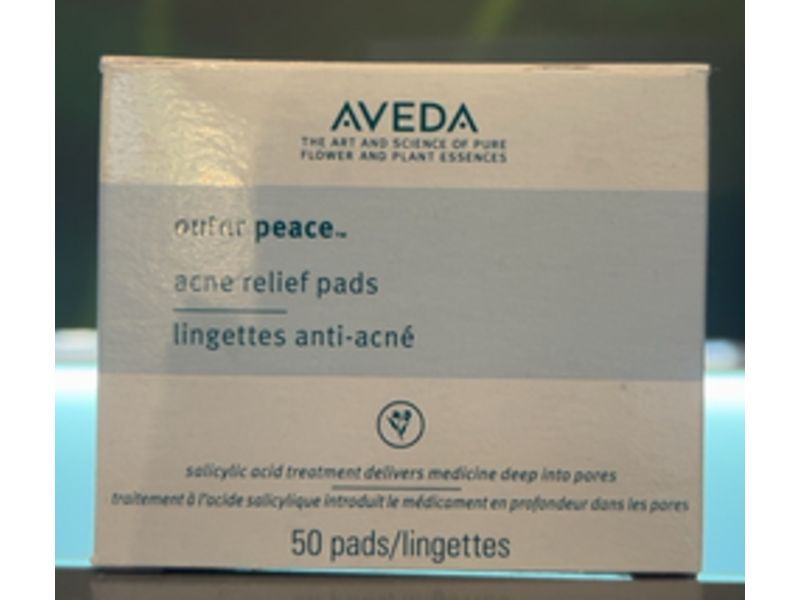 AVEDA
THE ART AND SCIENCE OF PURE
FLOWER AND PLANT ESSENCES
outer peace™
acne relief pads
lingettes anti-acné
salicylic acid treatment delivers medicine deep into pores
traitement à l'acide salicylique introduit le médicament en profondeur dans les pores
50 pads/lingettes